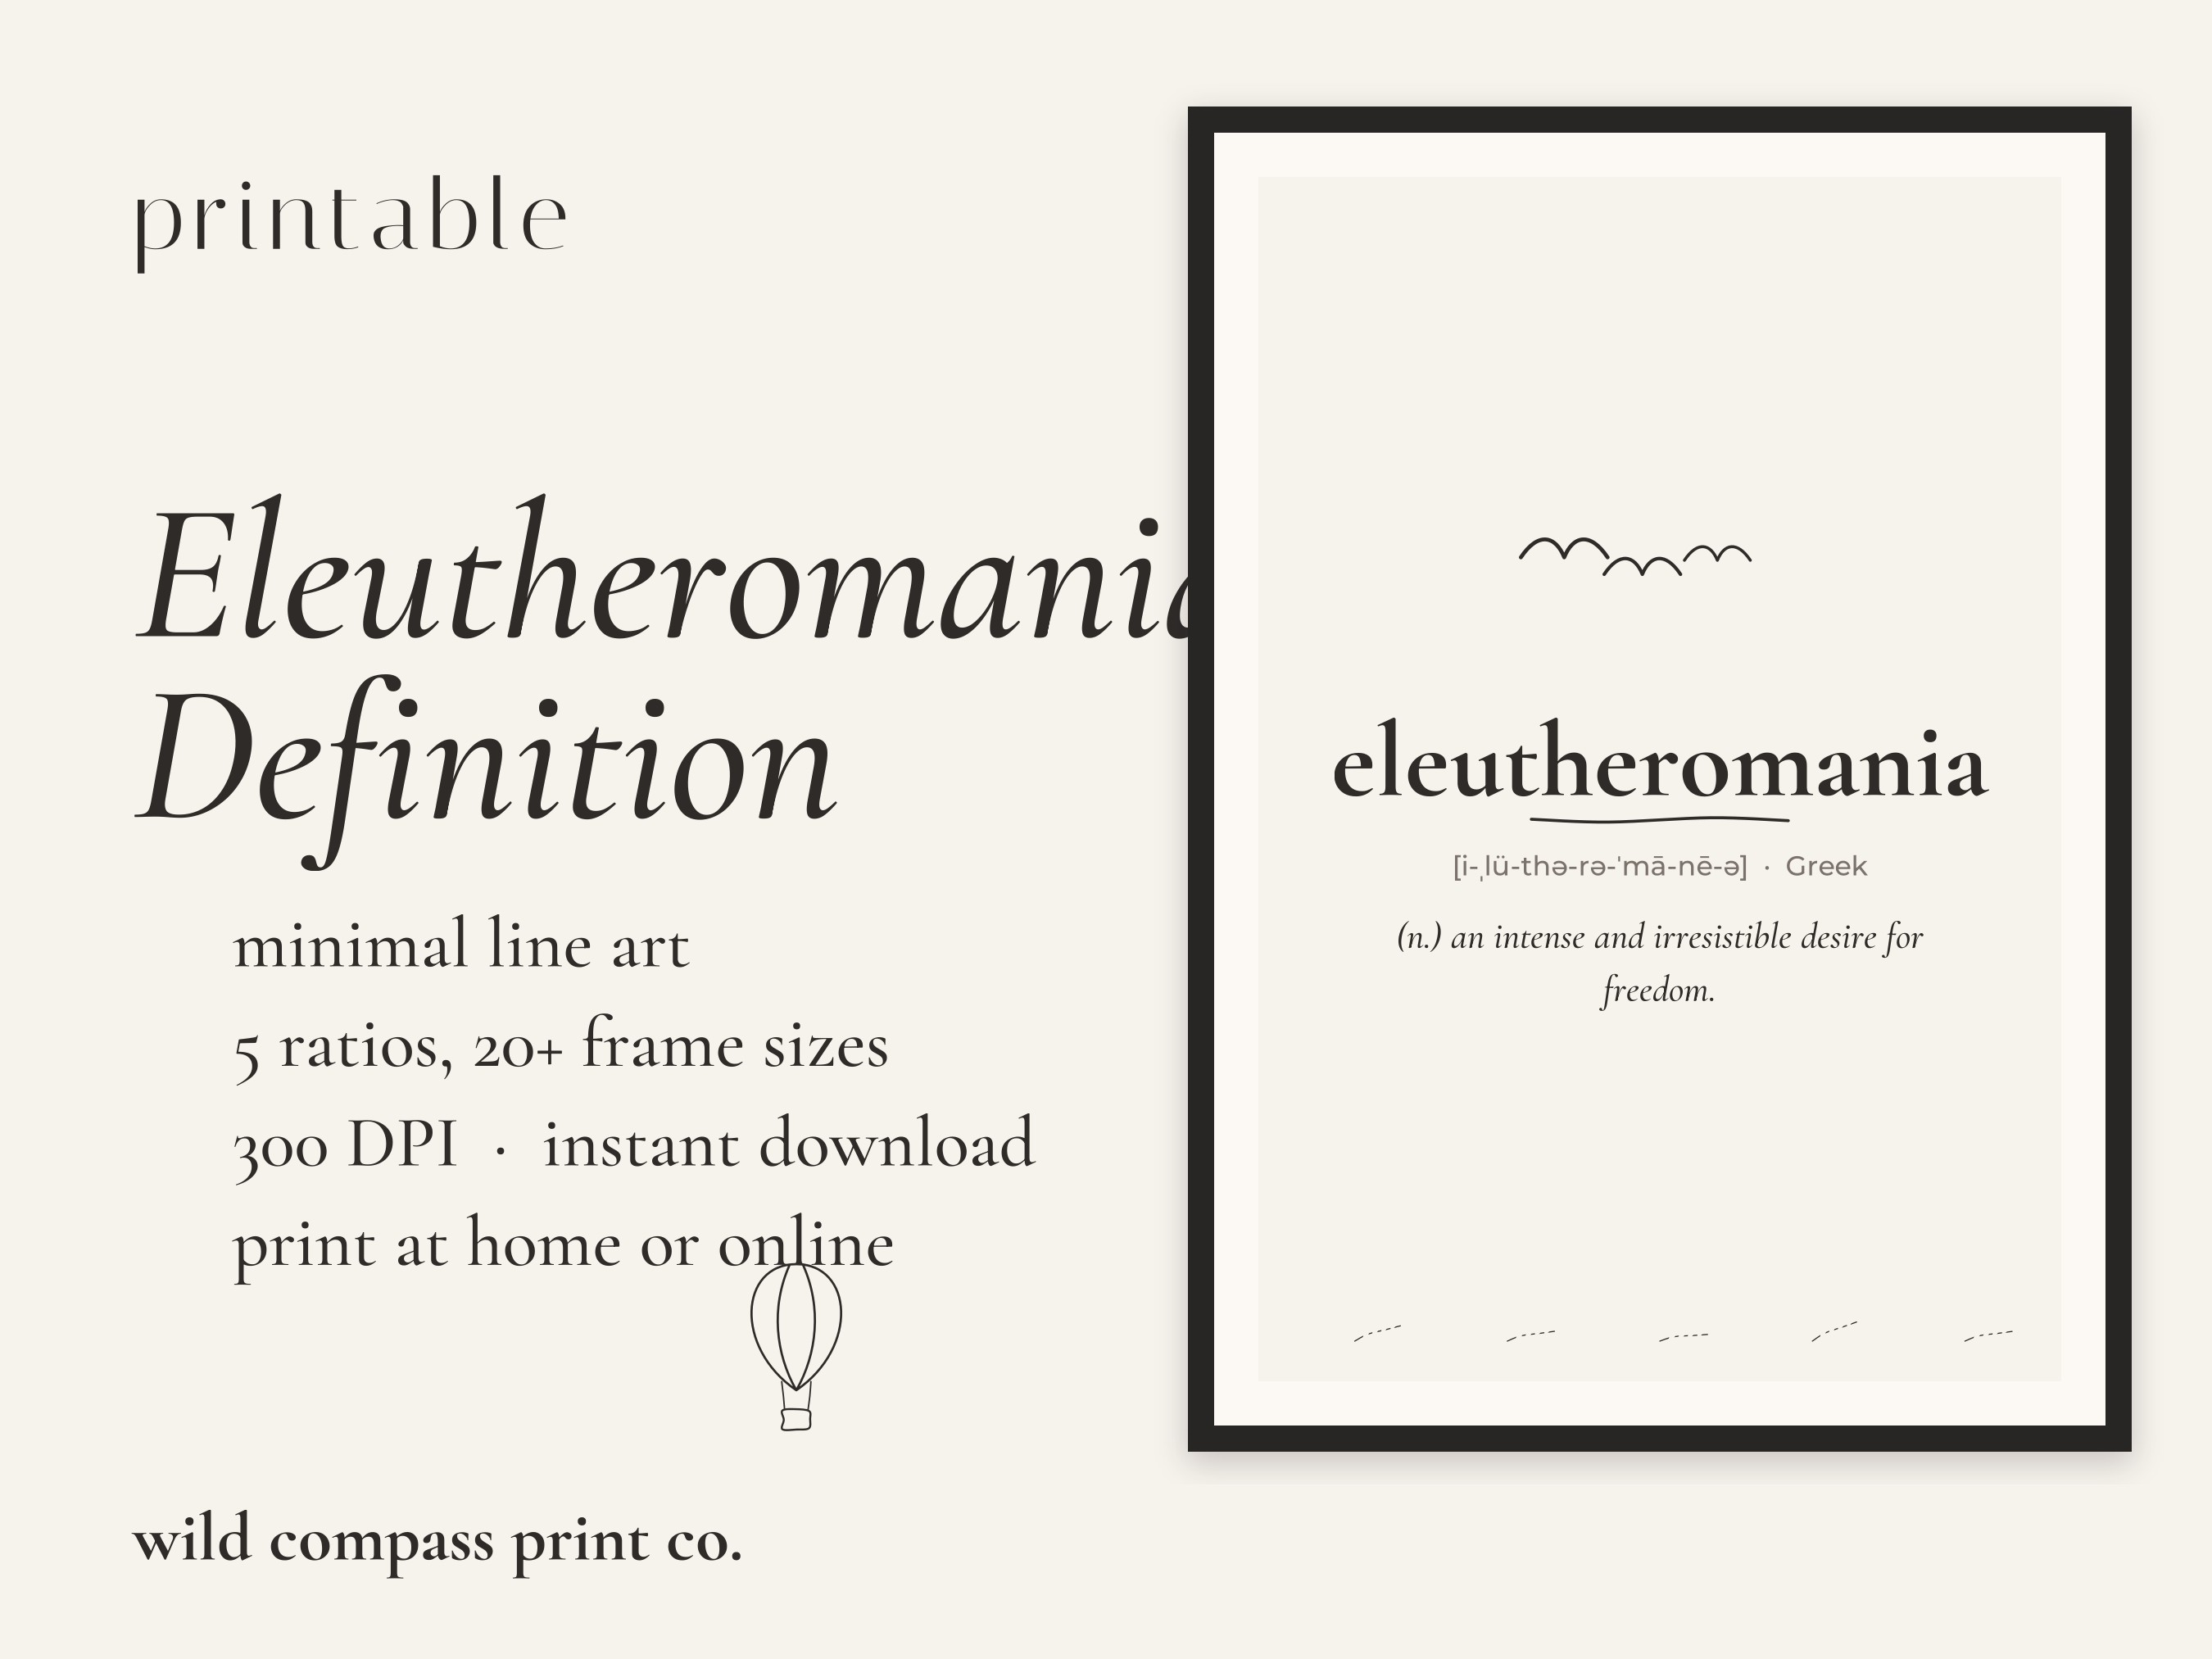 printable
Eleutheromania
Definition
minimal line art
5 ratios, 20+ frame sizes
300 DPI · instant download
print at home or online
wild compass print co.
eleutheromania
[i-ˌlü-thə-rə-ˈmā-nē-ə] · Greek
(n.) an intense and irresistible desire for
freedom.